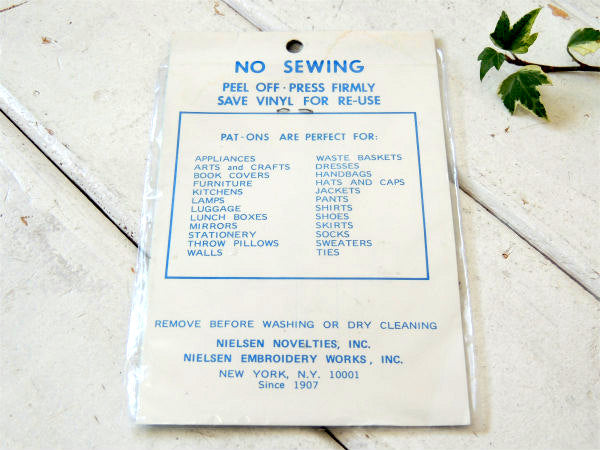 NO SEWING
PEEL OFF · PRESS FIRMLY
SAVE VINYL FOR RE-USE
PAT-ONS ARE PERFECT FOR:
APPLIANCES
ARTS and CRAFTS
BOOK COVERS
FURNITURE
KITCHENS
LAMPS
LUGGAGE
LUNCH BOXES
MIRRORS
STATIONERY
THROW PILLOWS
WALLS
WASTE BASKETS
DRESSES
HANDBAGS
HATS AND CAPS
JACKETS
PANTS
SHIRTS
SHOES
SKIRTS
SOCKS
SWEATERS
TIES
REMOVE BEFORE WASHING OR DRY CLEANING
NIELSEN NOVELTIES, INC.
NIELSEN EMBROIDERY WORKS, INC.
NEW YORK, N.Y. 10001
Since 1907